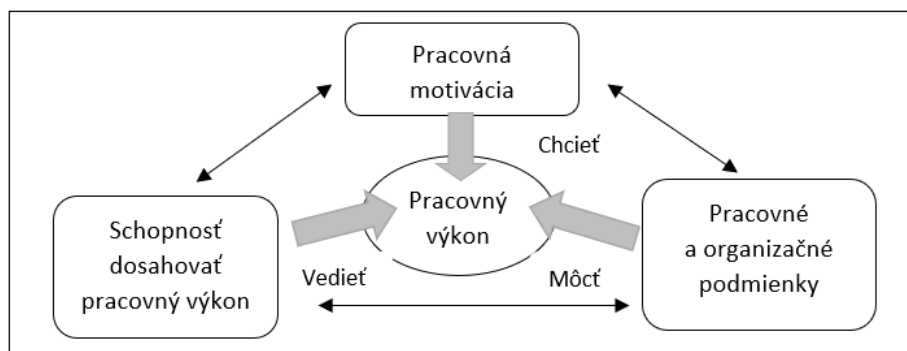 Pracovná
motivácia
Chcieť
Pracovný
výkon
Schopnosť
dosahovať
pracovný výkon
Pracovné
a organizačné
podmienky
Vedieť
Môcť